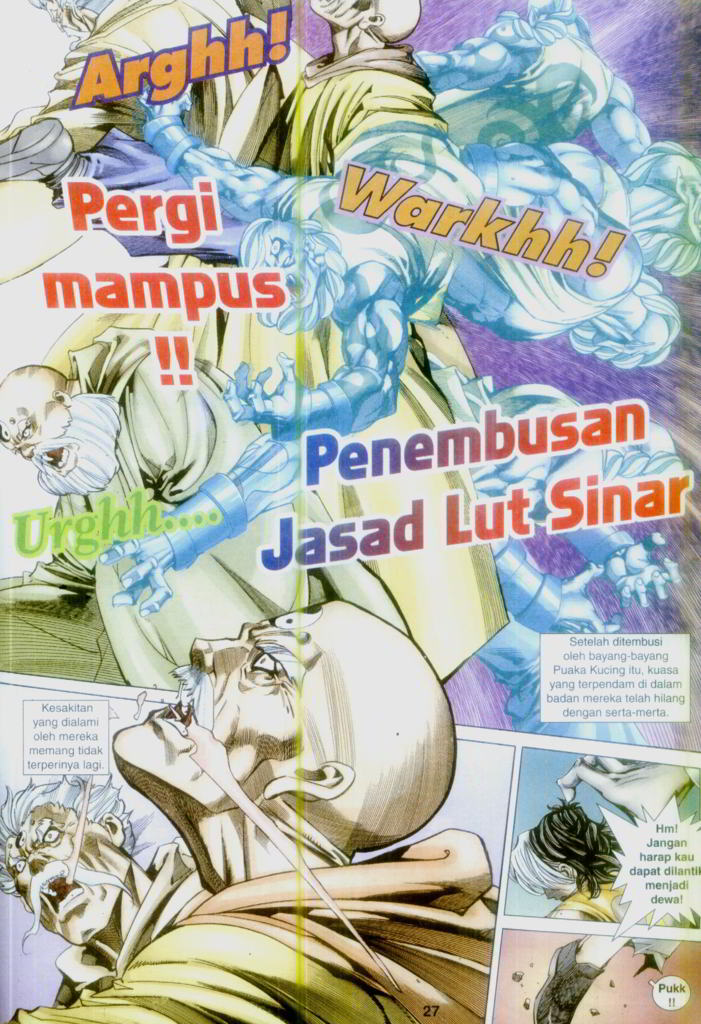 Arghh!
Warkhh!
Pergi
mampus
!!
Penembusan
Jasad Lut Sinar
Urghh....
Setelah ditembusi
oleh bayang-bayang
Puaka Kucing itu, kuasa
yang terpendam di dalam
badan mereka telah hilang
dengan serta-merta.
Kesakitan
yang dialami
oleh mereka
memang tidak
terperinya lagi.
Hm!
Jangan
harap kau
dapat dilantik
menjadi
dewa!
Pukk
!!
27